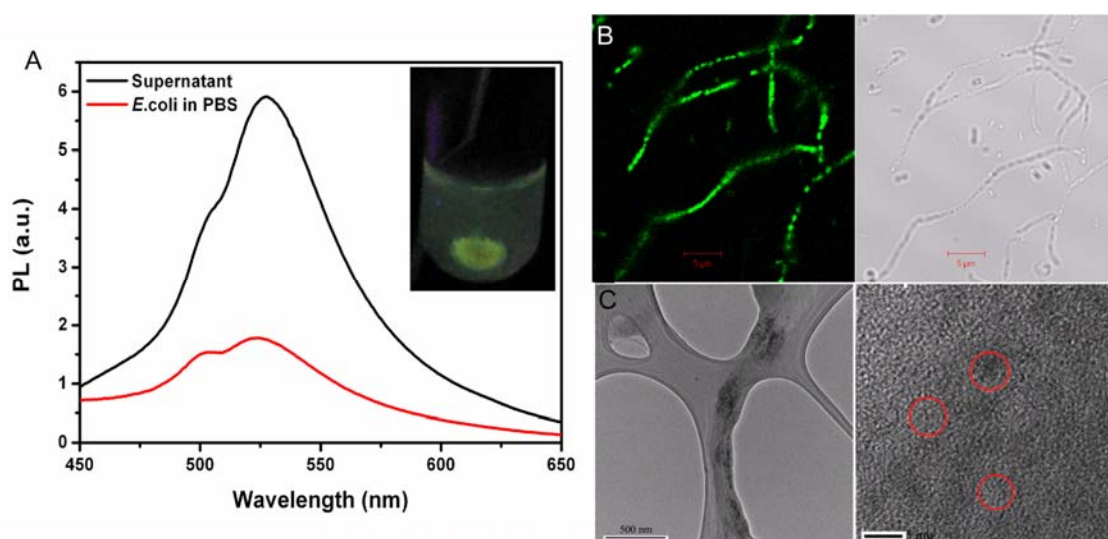 A
Supernatant
E.coli in PBS
PL (a.u.)
6
5
4
3
2
1
0
450
500
550
600
650
Wavelength (nm)
B
5 µm
5 µm
C
500 nm